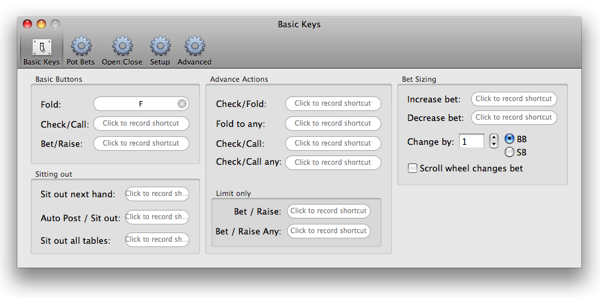 Basic Keys
Basic Keys Pot Bets Open:Close Setup Advanced
Basic Buttons
Fold: F
Check/Call: Click to record shortcut
Bet/Raise: Click to record shortcut
Sitting out
Sit out next hand: Click to record sh...
Auto Post / Sit out: Click to record sh...
Sit out all tables: Click to record sh...
Advance Actions
Check/Fold: Click to record shortcut
Fold to any: Click to record shortcut
Check/Call: Click to record shortcut
Check/Call any: Click to record shortcut
Limit only
Bet / Raise: Click to record shortcut
Bet / Raise Any: Click to record shortcut
Bet Sizing
Increase bet: Click to record shortcut
Decrease bet: Click to record shortcut
Change by: 1 BB
SB
Scroll wheel changes bet